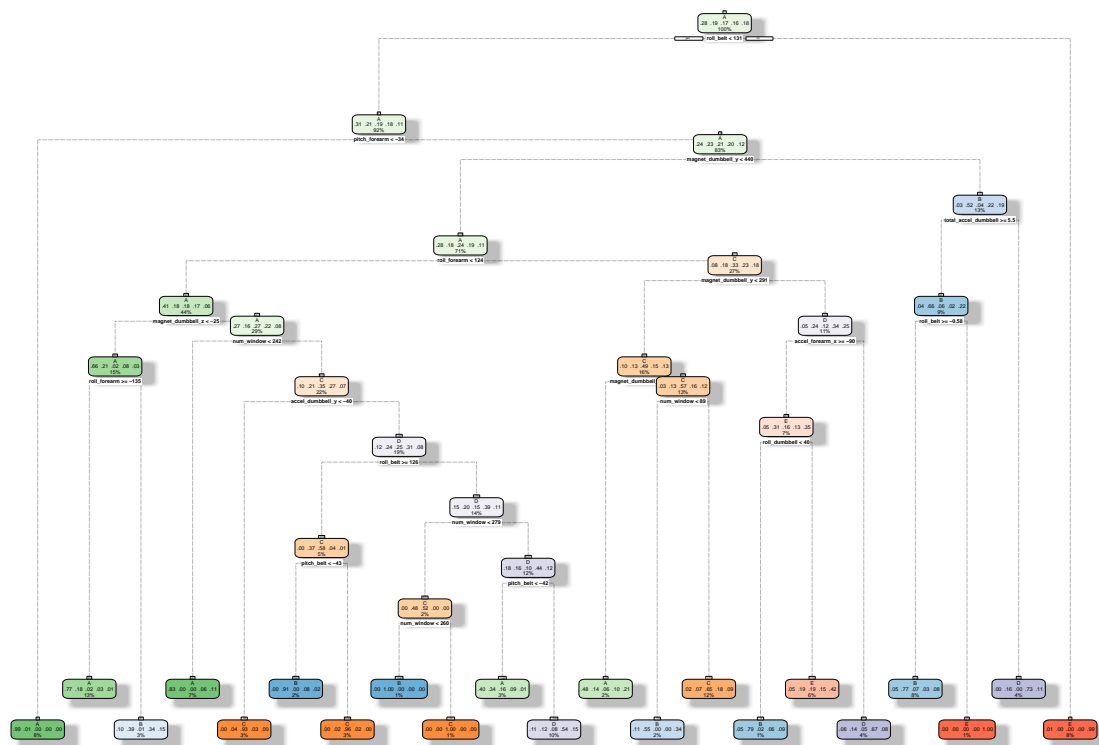 A
.28 .19 .17 .16 .18
100%
roll_belt < 131
A
.31 .21 .19 .18 .11
92%
pitch_forearm < −34
A
.24 .23 .21 .20 .12
83%
magnet_dumbbell_y < 440
B
.03 .52 .04 .22 .19
13%
total_accel_dumbbell >= 5.5
A
.28 .18 .24 .19 .11
71%
roll_forearm < 124
C
.08 .18 .33 .23 .18
27%
magnet_dumbbell_y < 291
A
.41 .18 .18 .17 .06
44%
magnet_dumbbell_z < −25
B
.04 .66 .06 .02 .22
9%
roll_belt >= −0.58
A
.27 .16 .27 .22 .08
29%
num_window < 242
D
.05 .24 .12 .34 .25
11%
accel_forearm_x >= −90
A
.66 .21 .02 .08 .03
15%
roll_forearm >= −135
C
.10 .13 .49 .15 .13
16%
magnet_dumbbell
C
.10 .21 .35 .27 .07
22%
accel_dumbbell_y < −40
C
.03 .13 .57 .16 .12
13%
num_window < 89
E
.05 .31 .16 .13 .35
7%
roll_dumbbell < 40
D
.12 .24 .25 .31 .08
19%
roll_belt >= 126
D
.15 .20 .15 .39 .11
14%
num_window < 279
C
.00 .37 .58 .04 .01
5%
pitch_belt < −43
D
.18 .16 .10 .44 .12
12%
pitch_belt < −42
C
.00 .48 .52 .00 .00
2%
num_window < 260
A
.77 .18 .02 .03 .01
13%
A
.83 .00 .00 .06 .11
7%
B
.00 .91 .00 .08 .02
2%
B
.00 1.00 .00 .00 .00
1%
A
.40 .34 .16 .09 .01
3%
A
.48 .14 .06 .10 .21
2%
C
.02 .07 .65 .18 .09
12%
E
.05 .19 .19 .15 .42
6%
B
.05 .77 .07 .03 .08
8%
D
.00 .16 .00 .73 .11
4%
A
.99 .01 .00 .00 .00
8%
B
.10 .39 .01 .34 .15
3%
C
.00 .04 .93 .03 .00
3%
C
.00 .02 .96 .02 .00
3%
C
.00 .00 1.00 .00 .00
1%
D
.11 .12 .08 .54 .15
10%
B
.11 .55 .00 .00 .34
2%
B
.05 .79 .02 .06 .09
1%
D
.06 .14 .05 .67 .08
4%
E
.00 .00 .00 .00 1.00
1%
E
.01 .00 .00 .00 .99
8%